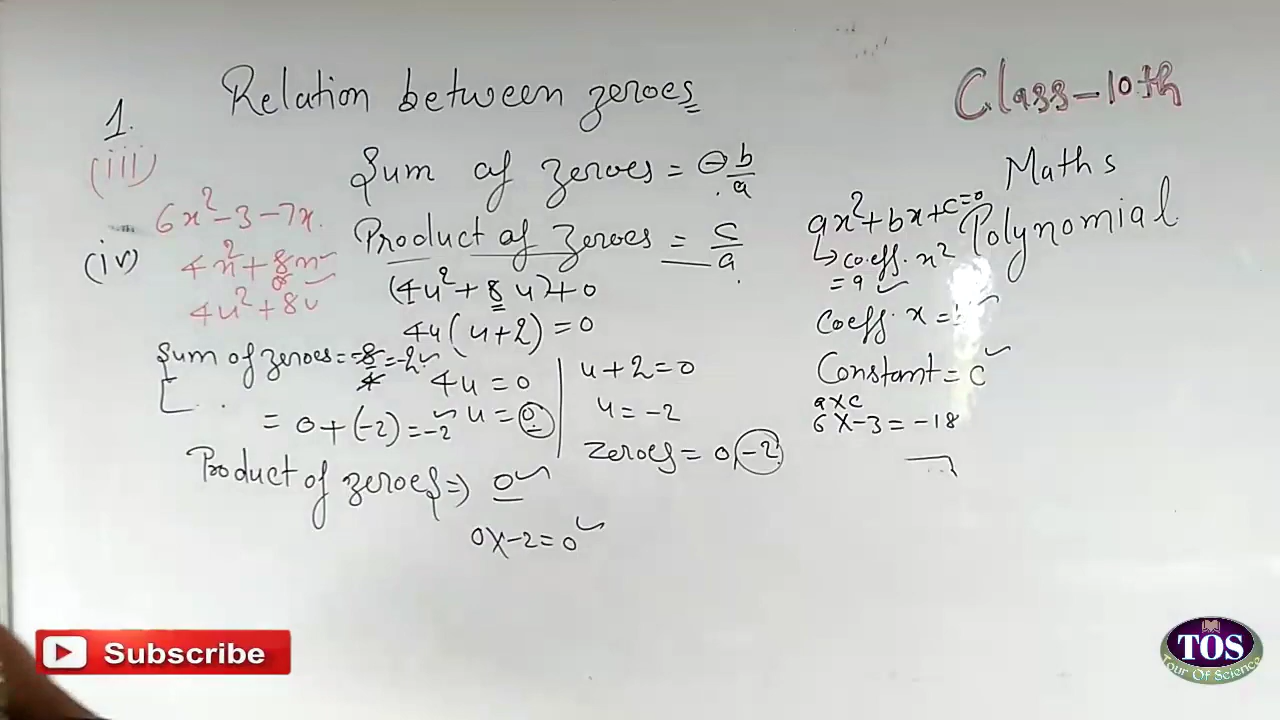 Relation between zeroes
Class-10th
1.
(iii)
Sum of zeroes = -b/a
Maths
6x²-3-7x
Product of zeroes = c/a
ax²+bx+c=0
Polynomial
(iv)
4x²+8x
coeff. x²
= a
or
(4u²+8u)+0
4u²+8u
4u(u+2)=0
Coeff. x =
Sum of zeroes = -8/4 = -2
4u=0
u+2=0
Constant = c
= 0+(-2)=-2
u=0
u=-2
a×c
6×-3=-18
zeroes = 0,-2
Product of zeroes => 0
0×-2=0
Subscribe
TOS
Tour Of Science